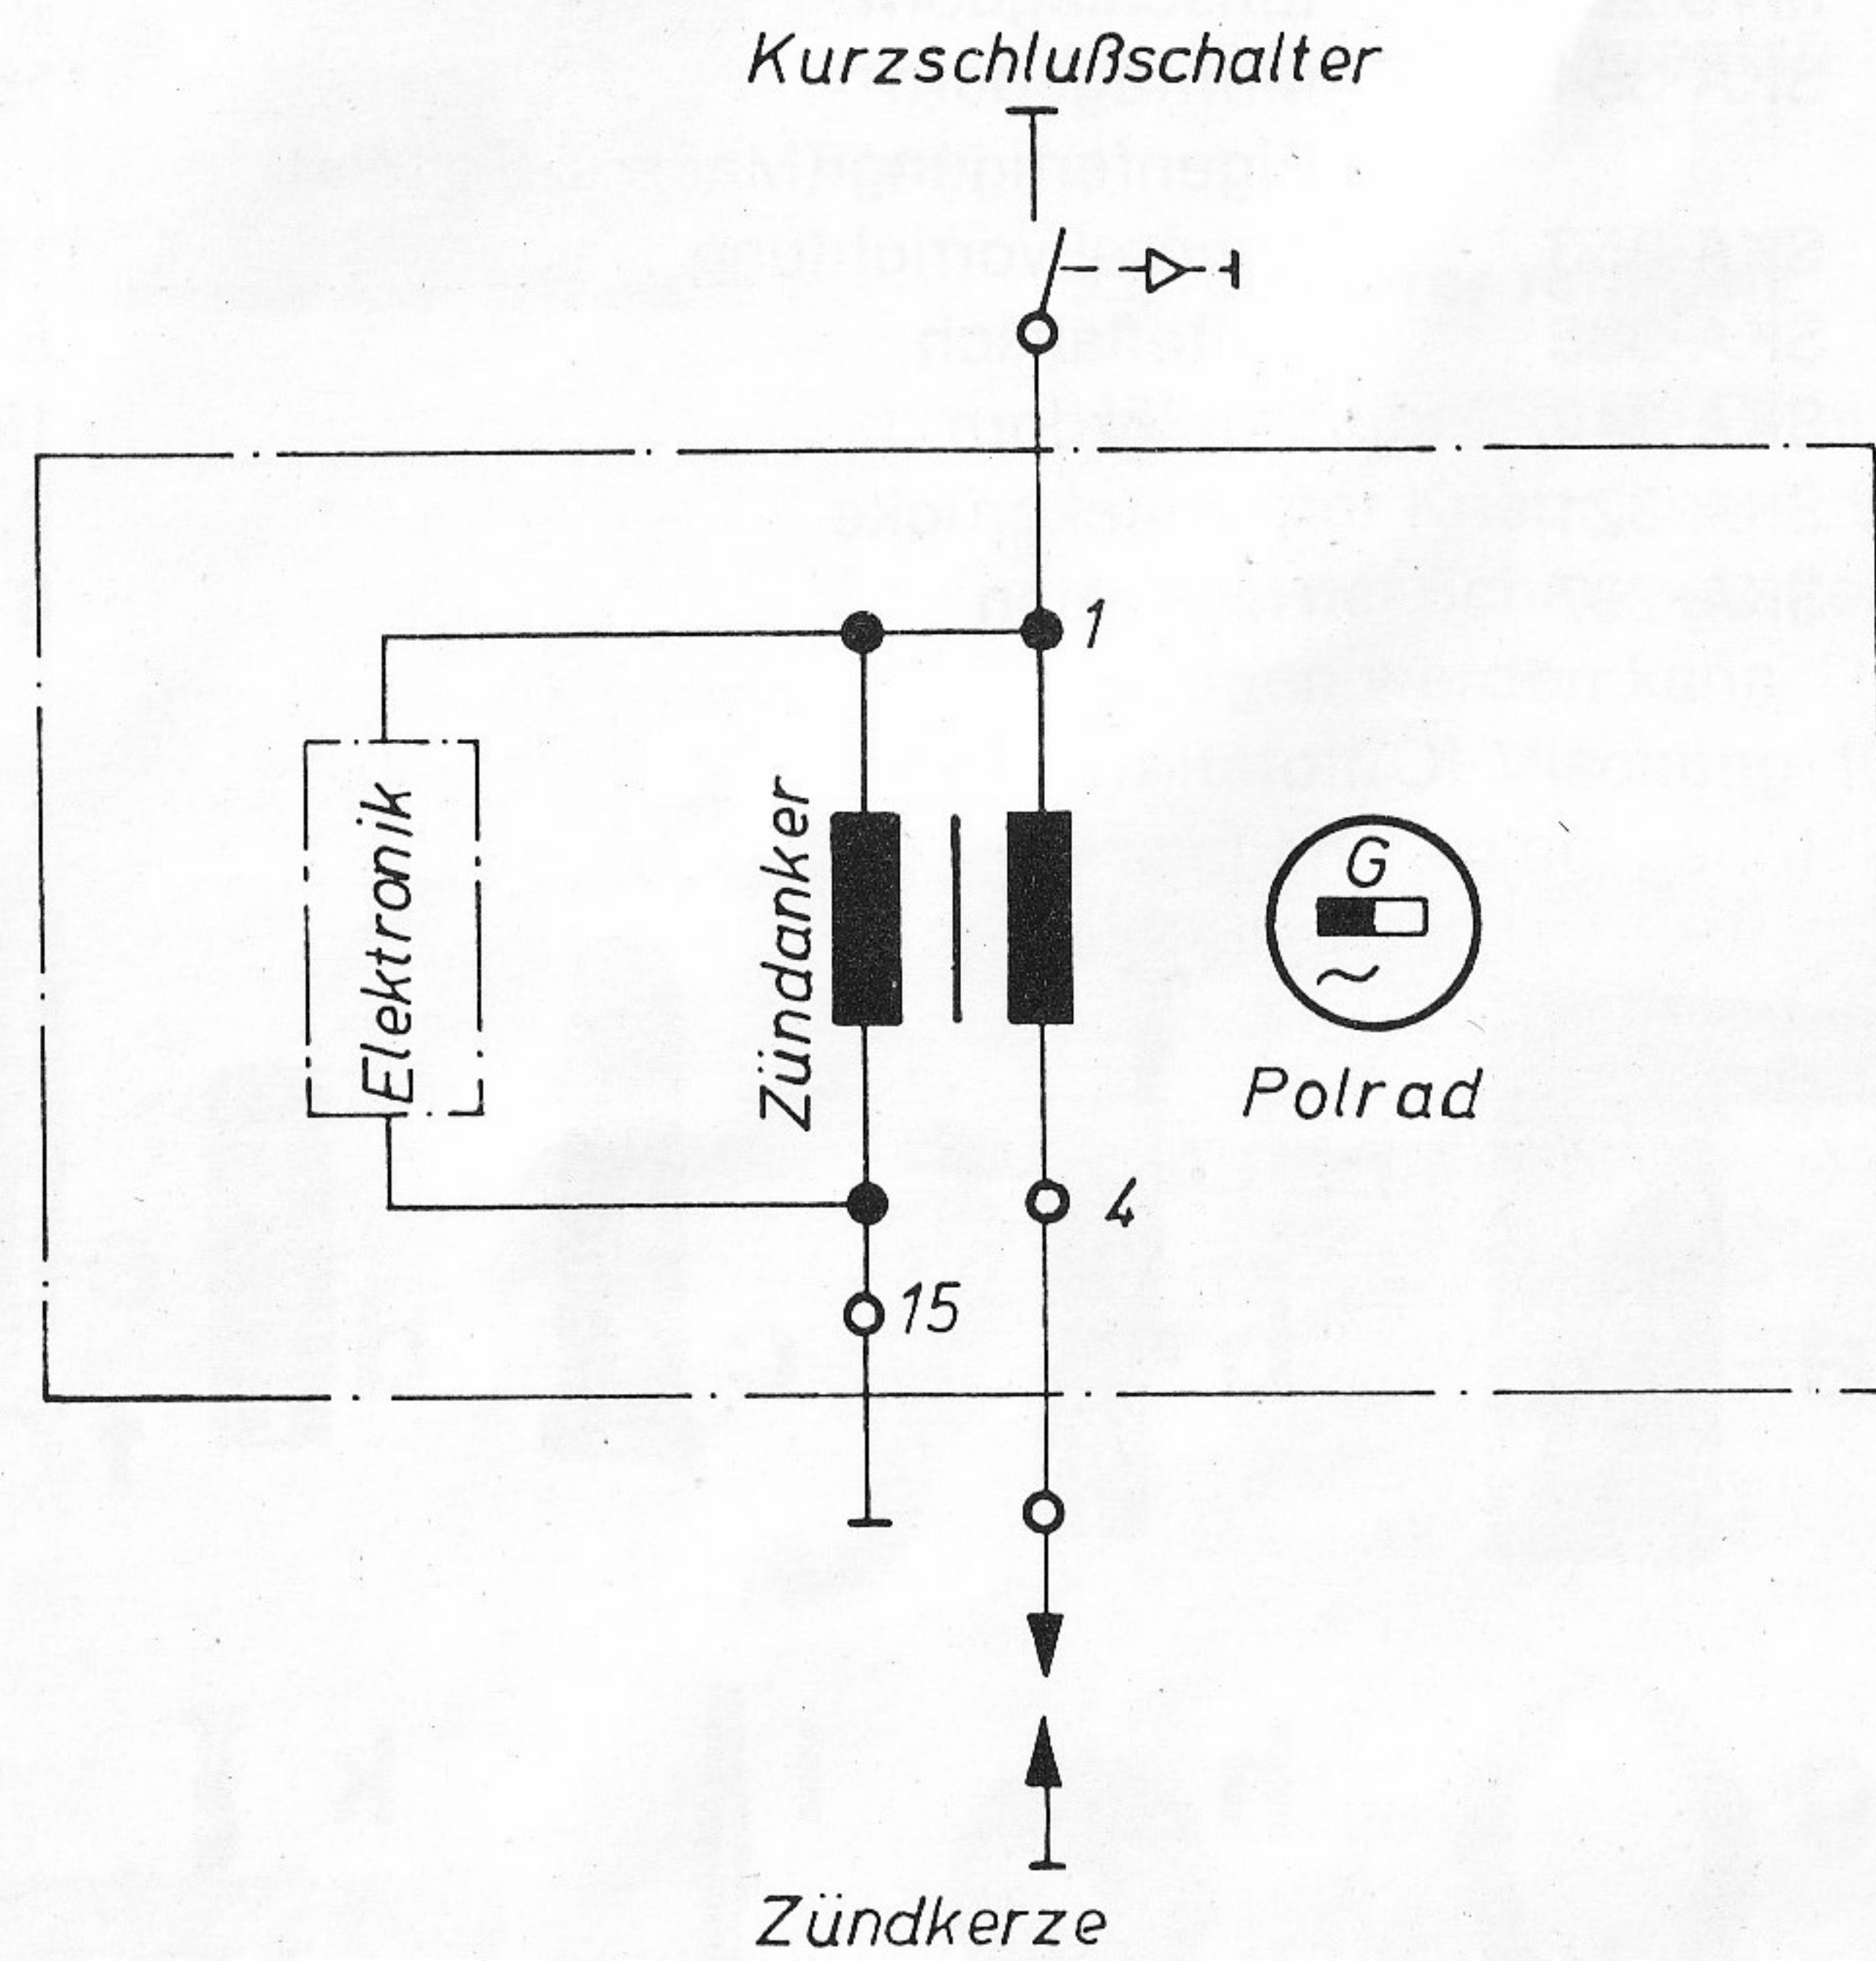 Kurzschlußschalter
1
Elektronik
Zündanker
G
~
Polrad
4
15
Zündkerze